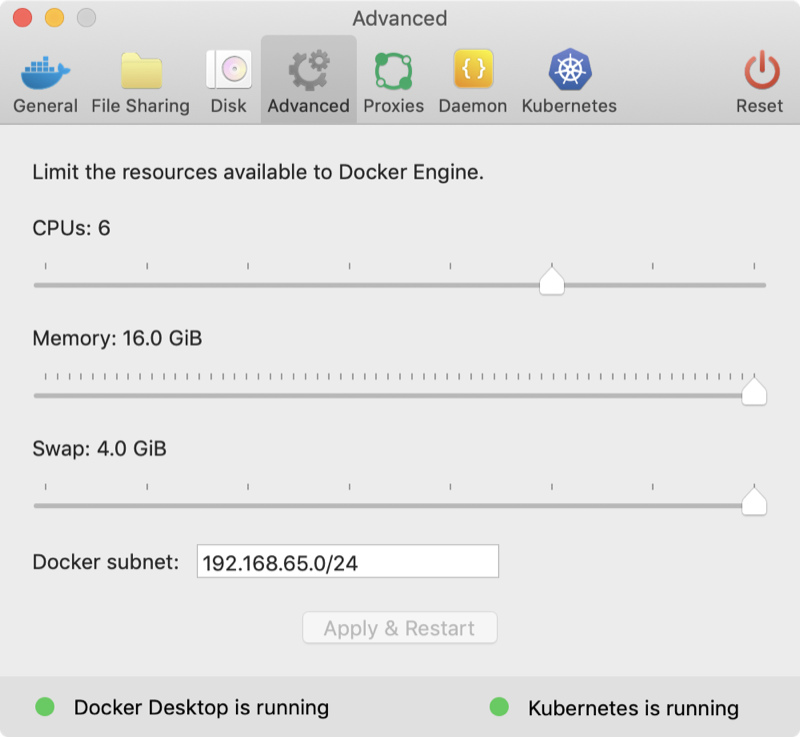 Advanced
General File Sharing Disk Advanced Proxies Daemon Kubernetes Reset
Limit the resources available to Docker Engine.
CPUs: 6
Memory: 16.0 GiB
Swap: 4.0 GiB
Docker subnet: 192.168.65.0/24
Apply & Restart
Docker Desktop is running Kubernetes is running